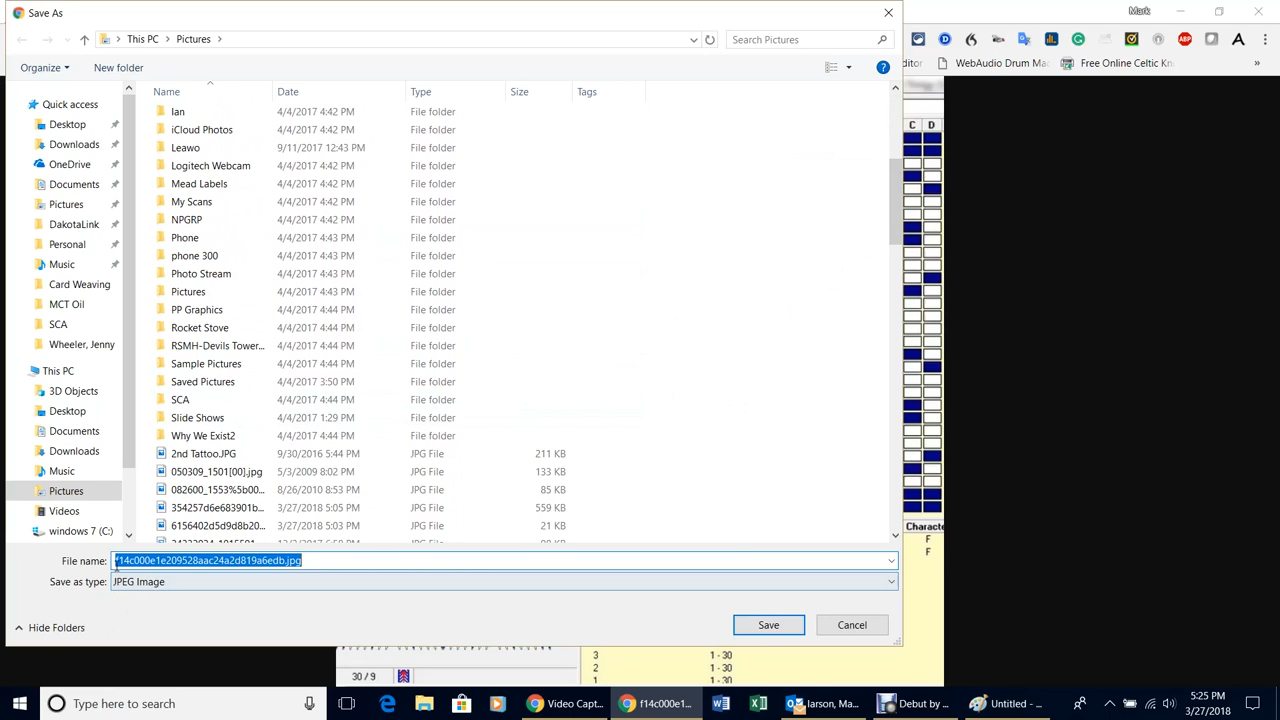 Save As
Mark
This PC > Pictures >
Search Pictures
Organize
New folder
WebAudio Drum Mac
Free Online Celtic Kn
Name Date Type Size Tags
Quick access
Desktop
Downloads
OneDrive
Documents
Pictures
DakotaLink
Personal
Music
Card Weaving
MCT Oil
SCA
Wheeler, Jenny
This PC
3D Objects
Desktop
Documents
Downloads
Music
Pictures
Videos
windows 7 (C:)
Ian 4/4/2017 4:42 PM File folder
iCloud Photos 4/4/2017 4:42 PM File folder
Leawo 9/11/2017 12:43 PM File folder
Logitech Webcam 4/4/2017 4:42 PM File folder
Mead Labels 4/4/2017 4:42 PM File folder
My Scans 4/4/2017 4:42 PM File folder
NPGRP 4/4/2017 4:42 PM File folder
Phone 4/4/2017 4:43 PM File folder
phone 300 4/4/2017 4:43 PM File folder
Photo Stream 4/4/2017 4:43 PM File folder
Pictures 4/4/2017 4:43 PM File folder
PP Graphics 4/4/2017 4:44 PM File folder
Rocket Stove 4/4/2017 4:44 PM File folder
RSMH-Devils Tower... 4/4/2017 4:44 PM File folder
Sample Pictures 4/4/2017 4:44 PM File folder
Saved Pictures 4/4/2017 3:30 PM File folder
SCA 4/4/2017 4:44 PM File folder
Slide Shows 4/4/2017 1:29 PM File folder
Why We Exist2 4/4/2017 4:44 PM File folder
2nd Tattoo.JPG 9/30/2016 5:44 PM JPG File 211 KB
050309_150100).jpg 5/3/2009 8:02 PM JPG File 133 KB
082600_1553%5b00... 8/26/2010 8:53 PM JPG File 85 KB
354257d6e683901b... 3/27/2018 5:05 PM JPG File 559 KB
6156402d5d9d8b20... 3/27/2018 5:03 PM JPG File 21 KB
File name: f14c000e1e209528aac24a2d819a6edb.jpg
Save as type: JPEG Image
Hide Folders
Save
Cancel
C D
Characte
F
F
30 / 9
3 1 - 30
2 1 - 30
1 1 - 30
Type here to search
Video Capt...
f14c000e1...
larson, Ma...
Debut by ...
Untitled - ...
5:25 PM
3/27/2018